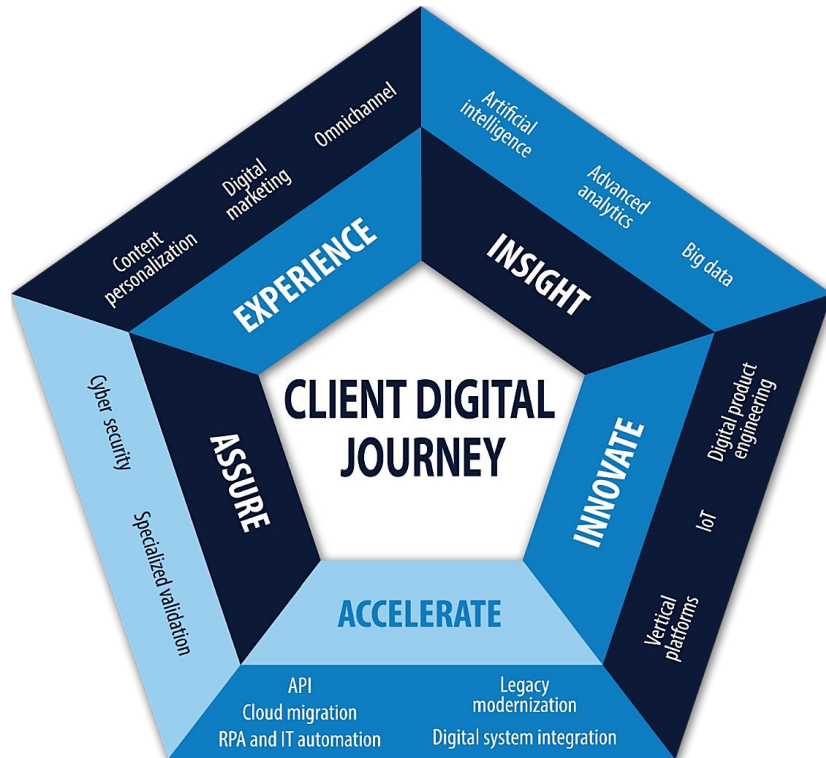 CLIENT DIGITAL
JOURNEY
EXPERIENCE
Content
personalization
Digital
marketing
Omnichannel
INSIGHT
Artificial
intelligence
Advanced
analytics
Big data
INNOVATE
Digital product
engineering
IoT
Vertical
platforms
ACCELERATE
API
Cloud migration
RPA and IT automation
Legacy
modernization
Digital system integration
ASSURE
Cyber security
Specialized validation